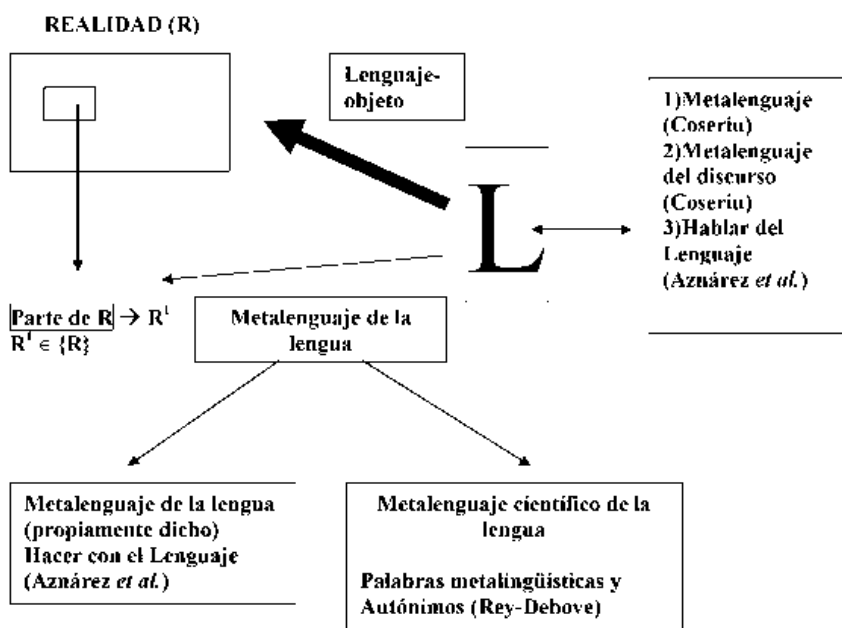 REALIDAD (R)
Lenguaje-
objeto
1)Metalenguaje
(Coseriu)
2)Metalenguaje
del discurso
(Coseriu)
3)Hablar del
Lenguaje
(Aznárez et al.)
L
Parte de R → R¹
R¹ ∈ {R}
Metalenguaje de la
lengua
Metalenguaje de la lengua
(propiamente dicho)
Hacer con el Lenguaje
(Aznárez et al.)
Metalenguaje científico de la
lengua
Palabras metalingüísticas y
Autónimos (Rey-Debove)